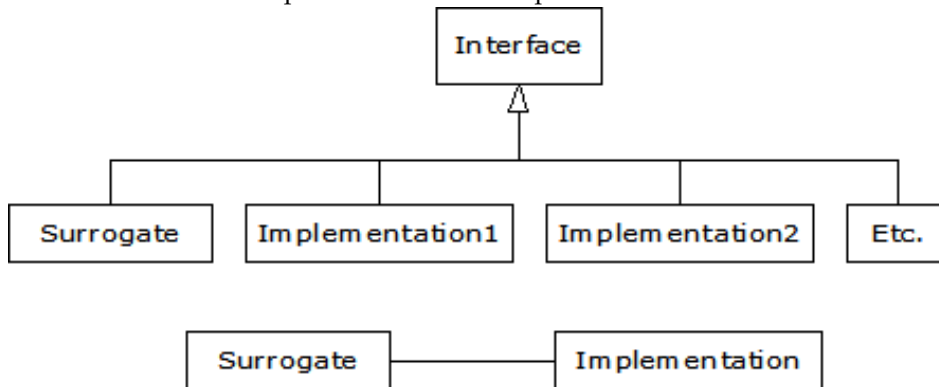 Interface
Surrogate Implementation1 Implementation2 Etc.
Surrogate Implementation